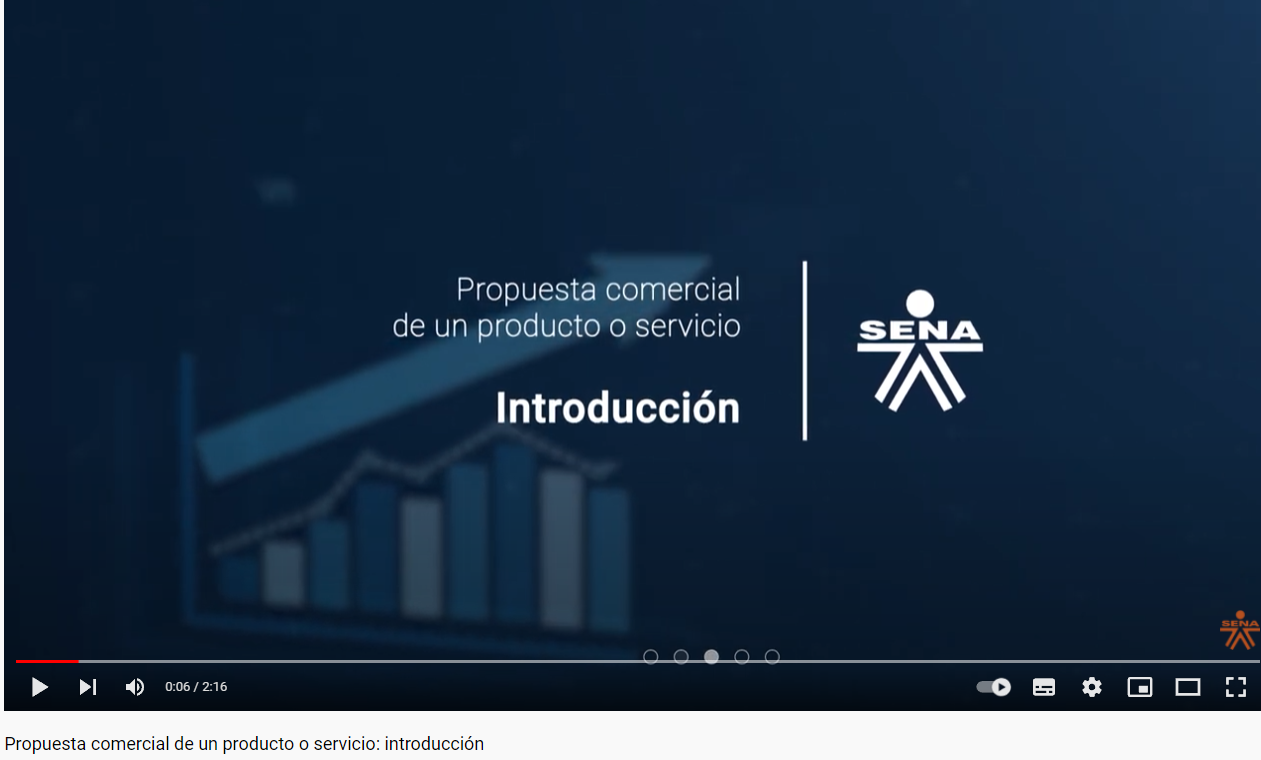 Propuesta comercial
de un producto o servicio
Introducción
SENA
SENA
0:06 / 2:16
Propuesta comercial de un producto o servicio: introducción